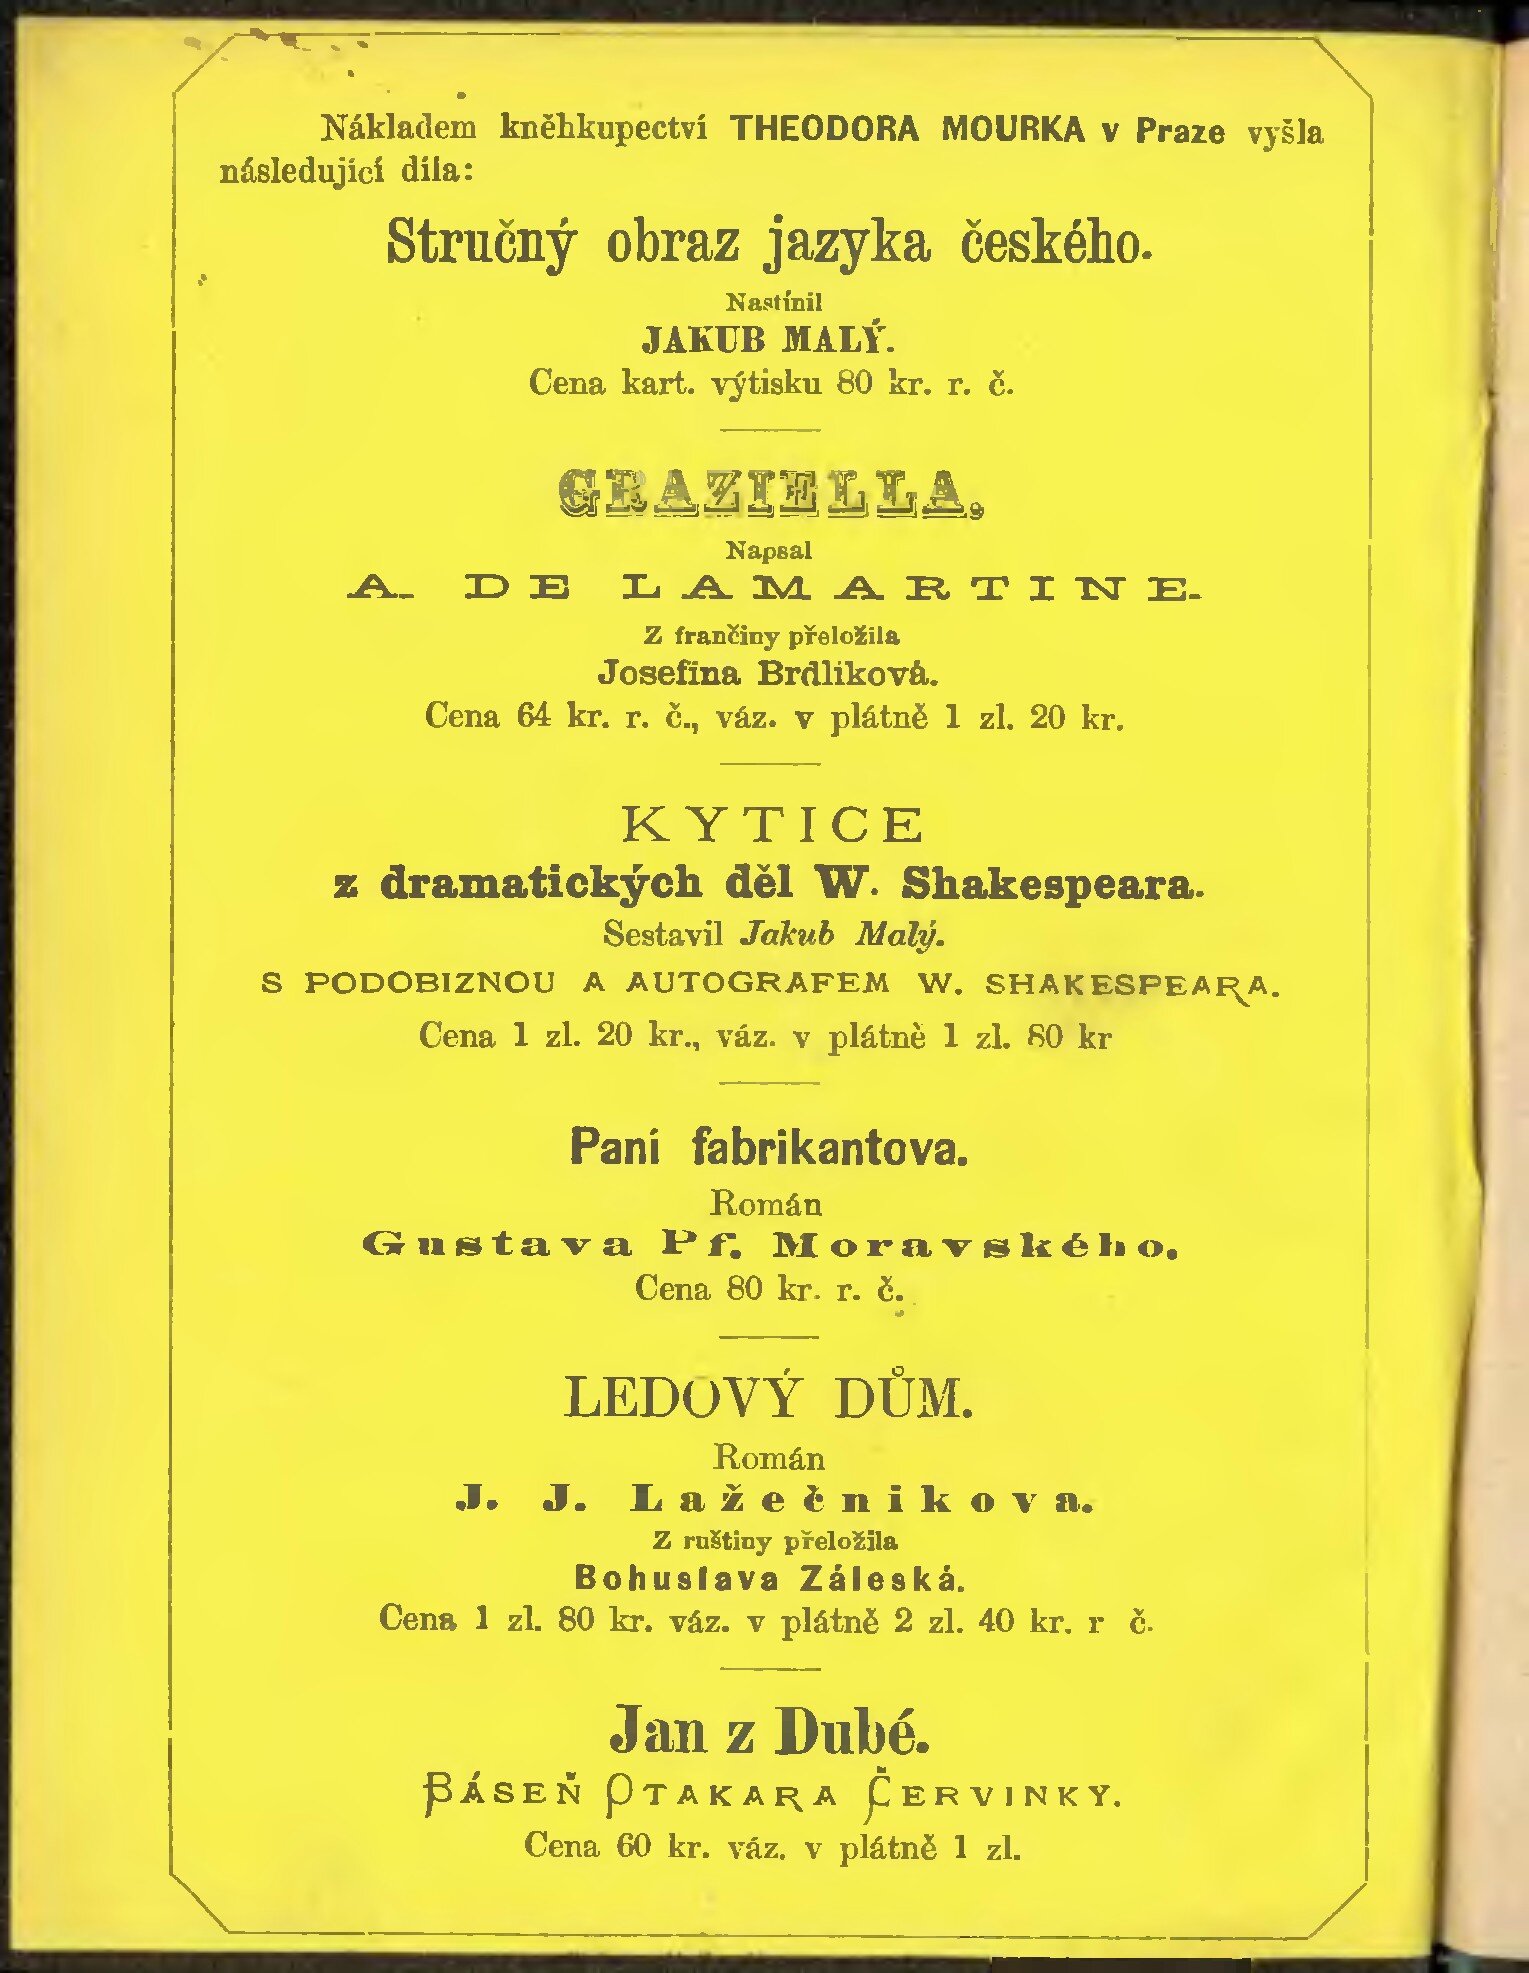 Nákladem kněhkupectví THEODORA MOURKA v Praze vyšla
následující díla:
Stručný obraz jazyka českého.
Nastínil
JAKUB MALÝ.
Cena kart. výtisku 80 kr. r. č.
GRAZIELLA,
Napsal
A. DE LAMARTINE.
Z frančiny přeložila
Josefina Brdlikova.
Cena 64 kr. r. č., váz. v plátně 1 zl. 20 kr.
KYTICE
z dramatických děl W. Shakespeara.
Sestavil Jakub Malý.
S PODOBIZNOU A AUTOGRAFEM W. SHAKESPEARA.
Cena 1 zl. 20 kr., váz. v plátně 1 zl. 80 kr
Paní fabrikantova.
Román
Gustava Pf. Moravského.
Cena 80 kr. r. č.
LEDOVÝ DŮM.
Román
J. J. Lažečnikova.
Z ruštiny přeložila
Bohuslava Záleská.
Cena 1 zl. 80 kr. váz. v plátně 2 zl. 40 kr. r č.
Jan z Dubé.
BÁSEŇ OTAKARA ČERVINKY.
Cena 60 kr. váz. v plátně 1 zl.